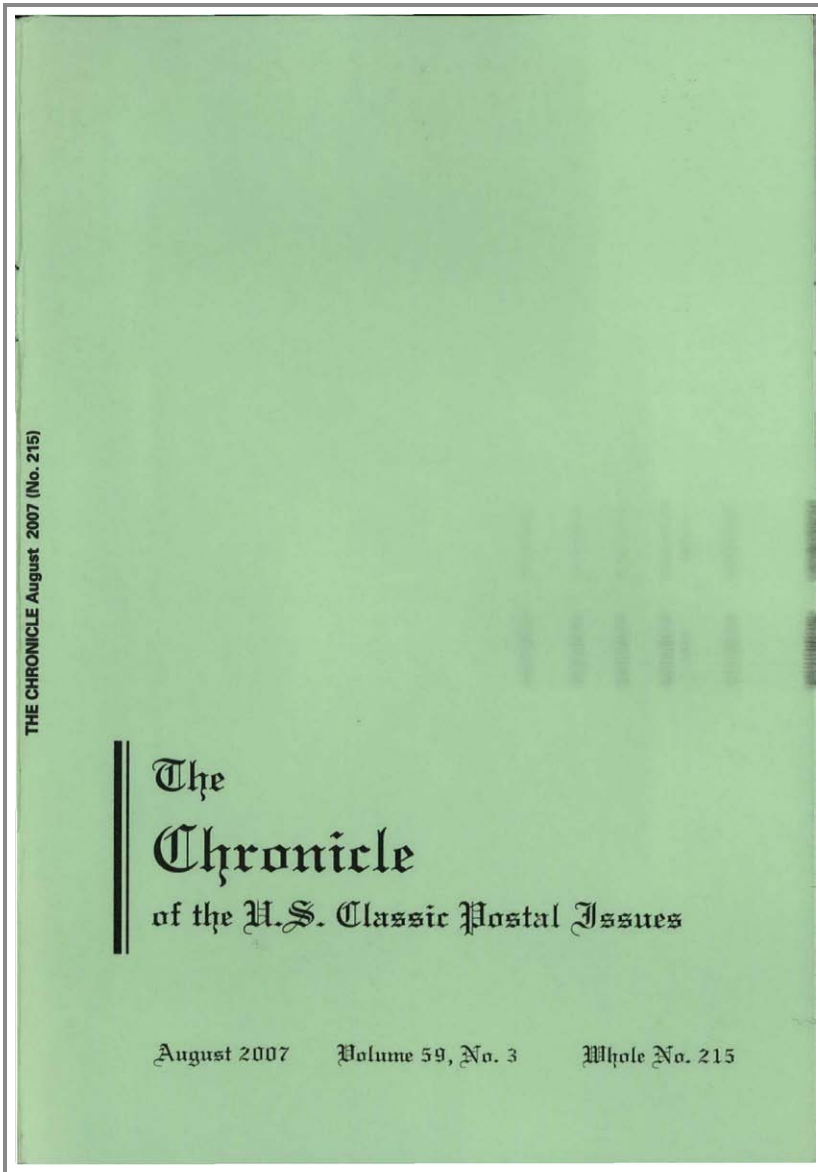 THE CHRONICLE August 2007 (No. 215)
The
Chronicle
of the U.S. Classic Postal Issues
August 2007 Volume 59, No. 3 Whole No. 215